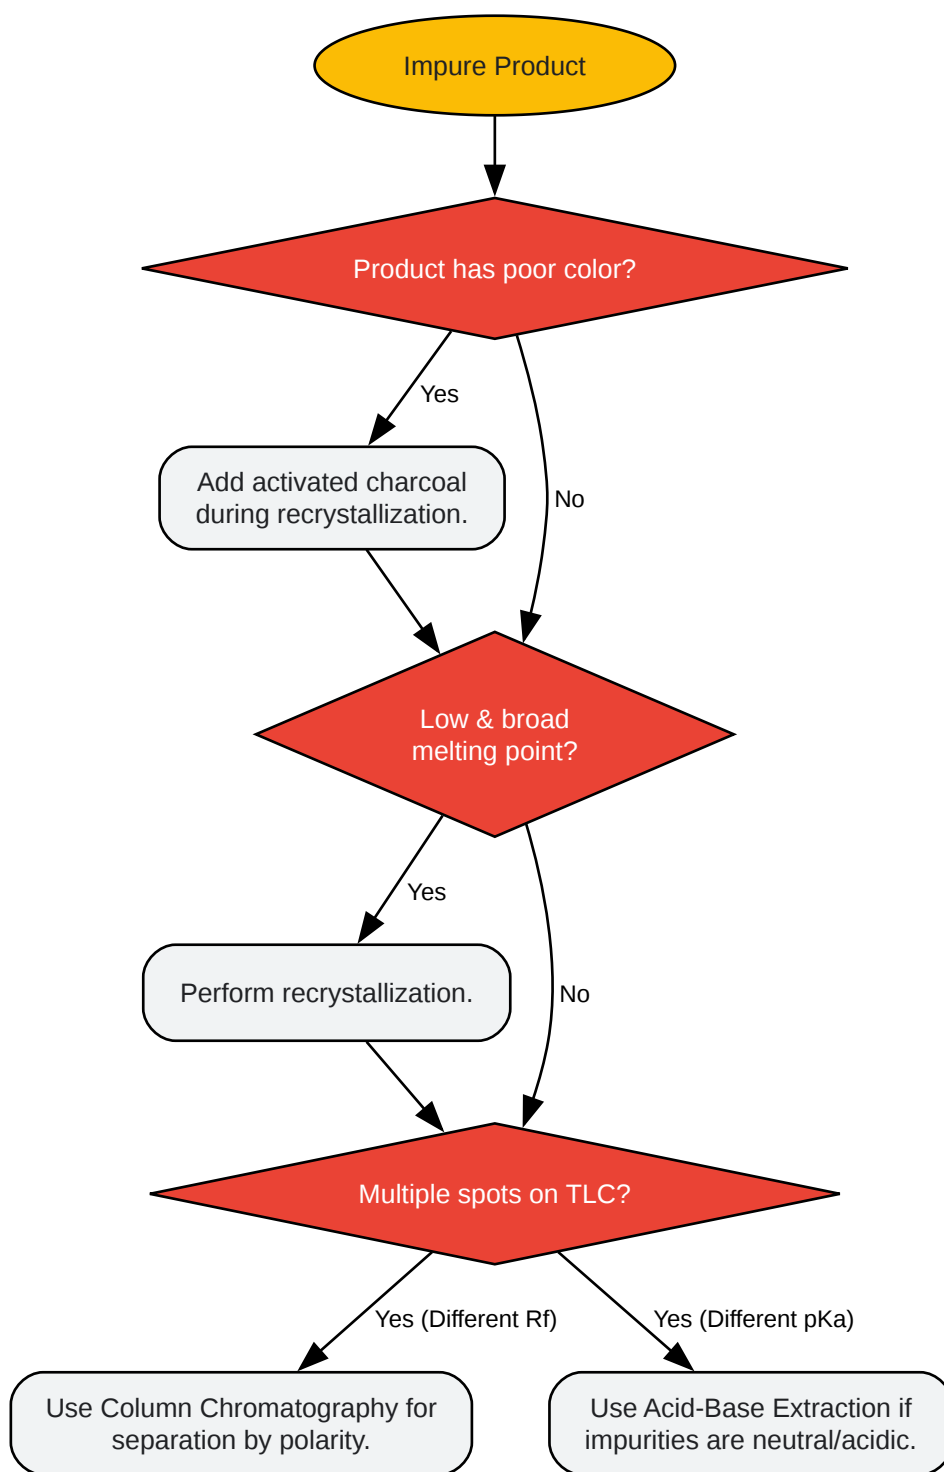 Impure Product
Product has poor color?
Yes
Add activated charcoal
during recrystallization.
No
Low & broad
melting point?
Yes
Perform recrystallization.
No
Multiple spots on TLC?
Yes (Different Rf)
Yes (Different pKa)
Use Column Chromatography for
separation by polarity.
Use Acid-Base Extraction if
impurities are neutral/acidic.